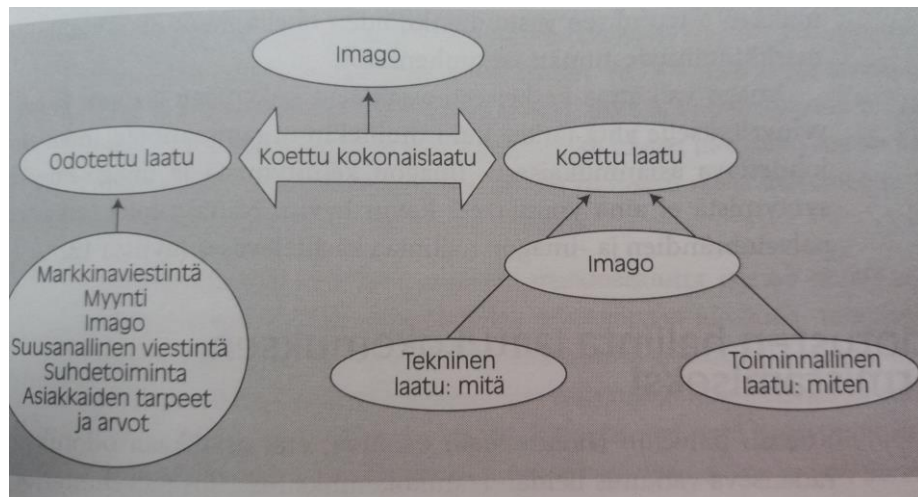 Imago
Odotettu laatu
Koettu kokonaislaatu
Koettu laatu
Markkinaviestintä
Myynti
Imago
Suusanallinen viestintä
Suhdetoiminta
Asiakkaiden tarpeet
ja arvot
Imago
Tekninen
laatu: mitä
Toiminnallinen
laatu: miten